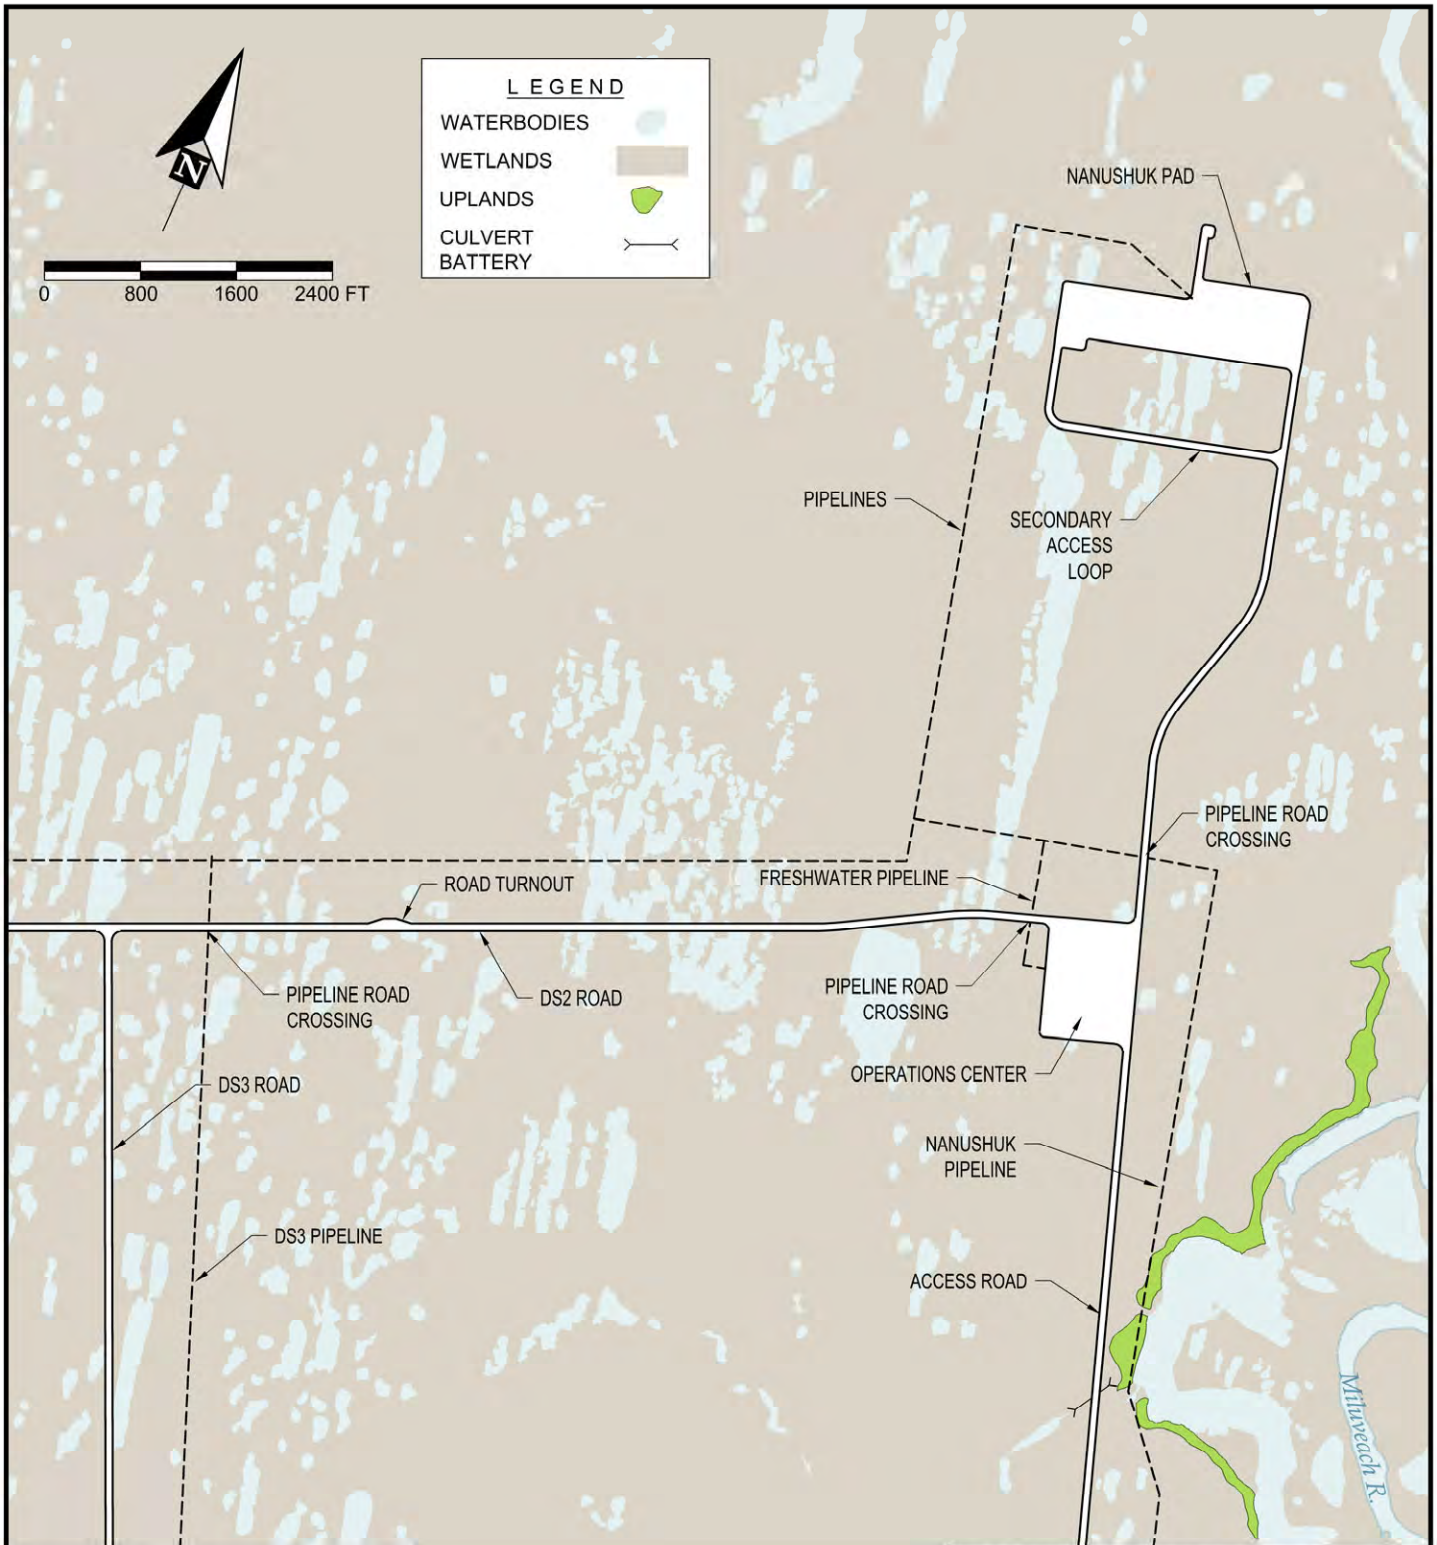 N
0 800 1600 2400 FT
LEGEND
WATERBODIES
WETLANDS
UPLANDS
CULVERT
BATTERY
NANUSHUK PAD
PIPELINES
SECONDARY
ACCESS
LOOP
PIPELINE ROAD
CROSSING
ROAD TURNOUT
FRESHWATER PIPELINE
PIPELINE ROAD
CROSSING
DS2 ROAD
PIPELINE ROAD
CROSSING
OPERATIONS CENTER
DS3 ROAD
NANUSHUK
PIPELINE
DS3 PIPELINE
ACCESS ROAD
Miluveach R.